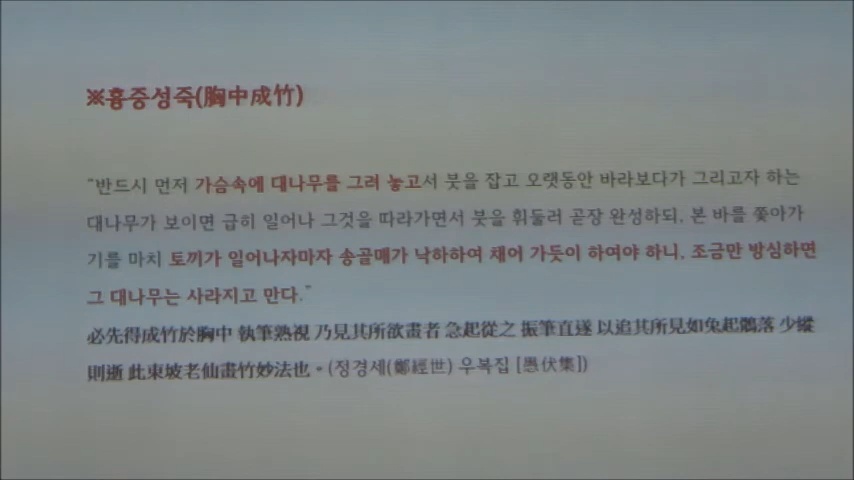 ※흉중성죽(胸中成竹)
“반드시 먼저 가슴속에 대나무를 그려 놓고서 붓을 잡고 오랫동안 바라보다가 그리고자 하는
대나무가 보이면 급히 일어나 그것을 따라가면서 붓을 휘둘러 곧장 완성하되, 본 바를 쫓아가
기를 마치 토끼가 일어나자마자 송골매가 낙하하여 채어 가듯이 하여야 하니, 조금만 방심하면
그 대나무는 사라지고 만다.”
必先得成竹於胸中 執筆熟視 乃見其所欲畫者 急起從之 振筆直遂 以追其所見如兔起鶻落 少縱
則逝 此東坡老仙畫竹妙法也。(정경세(鄭經世) 우복집 [愚伏集])